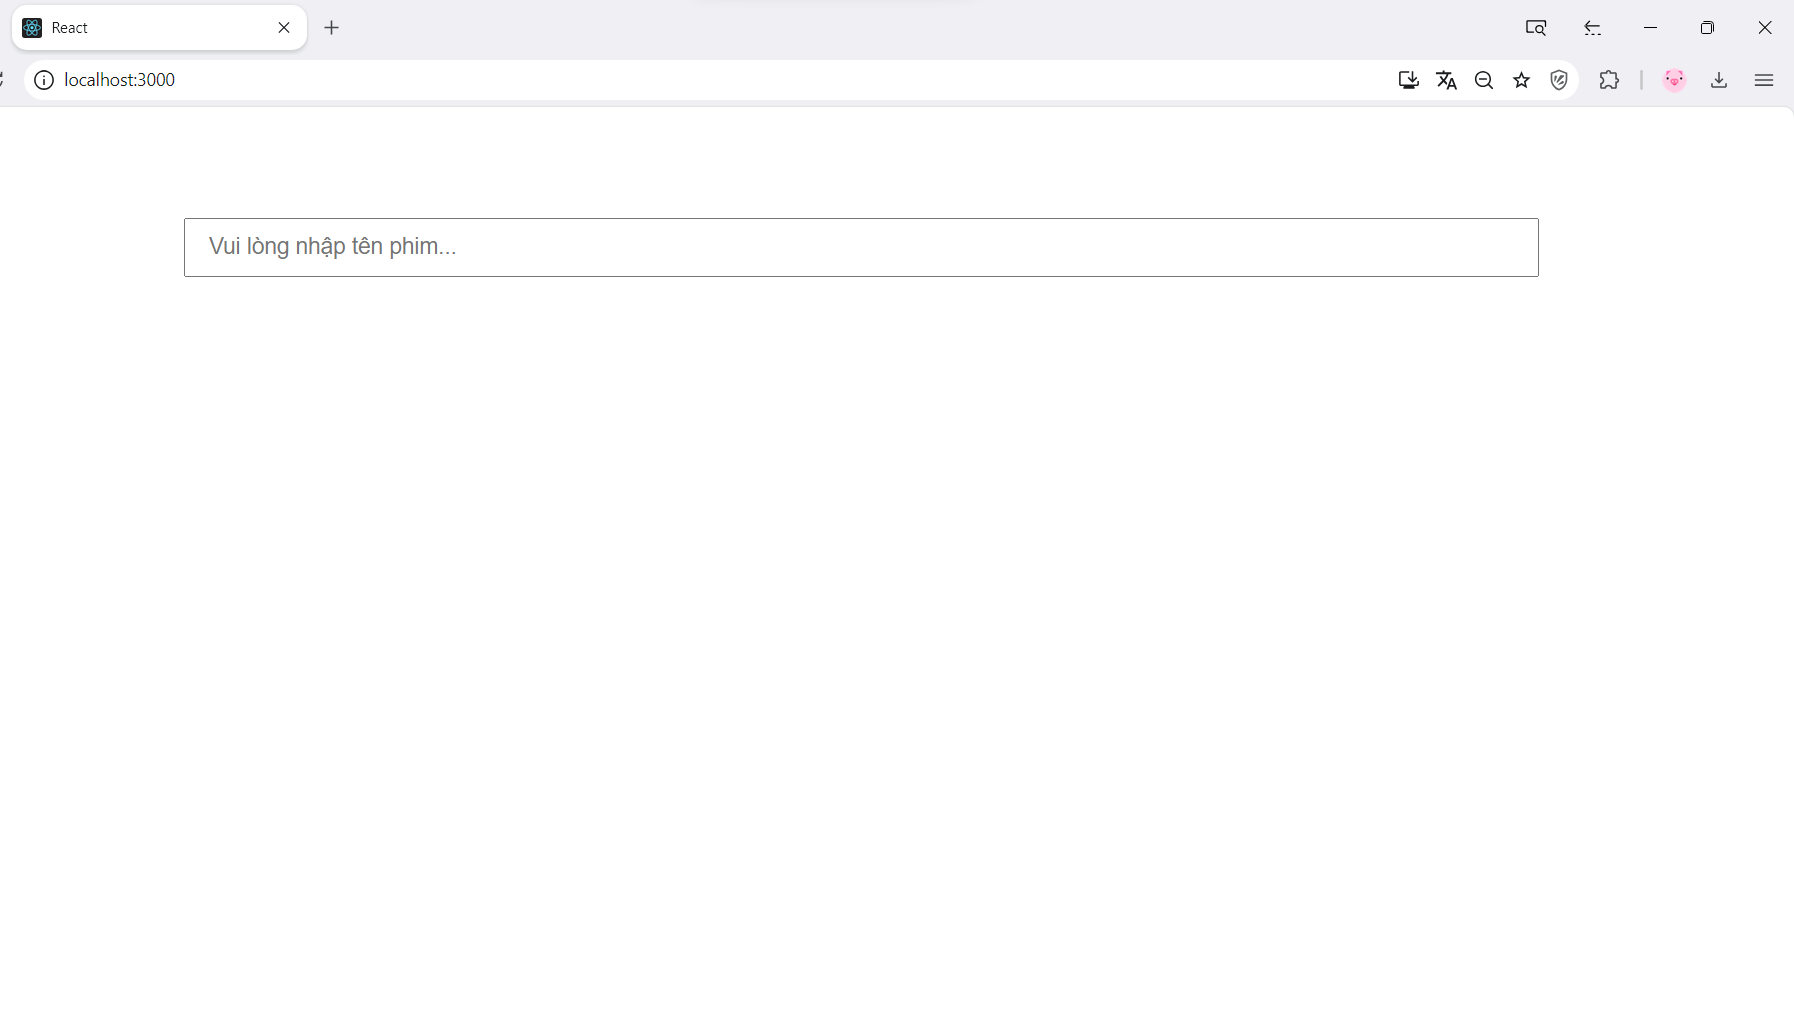 React
localhost:3000
Vui lòng nhập tên phim...